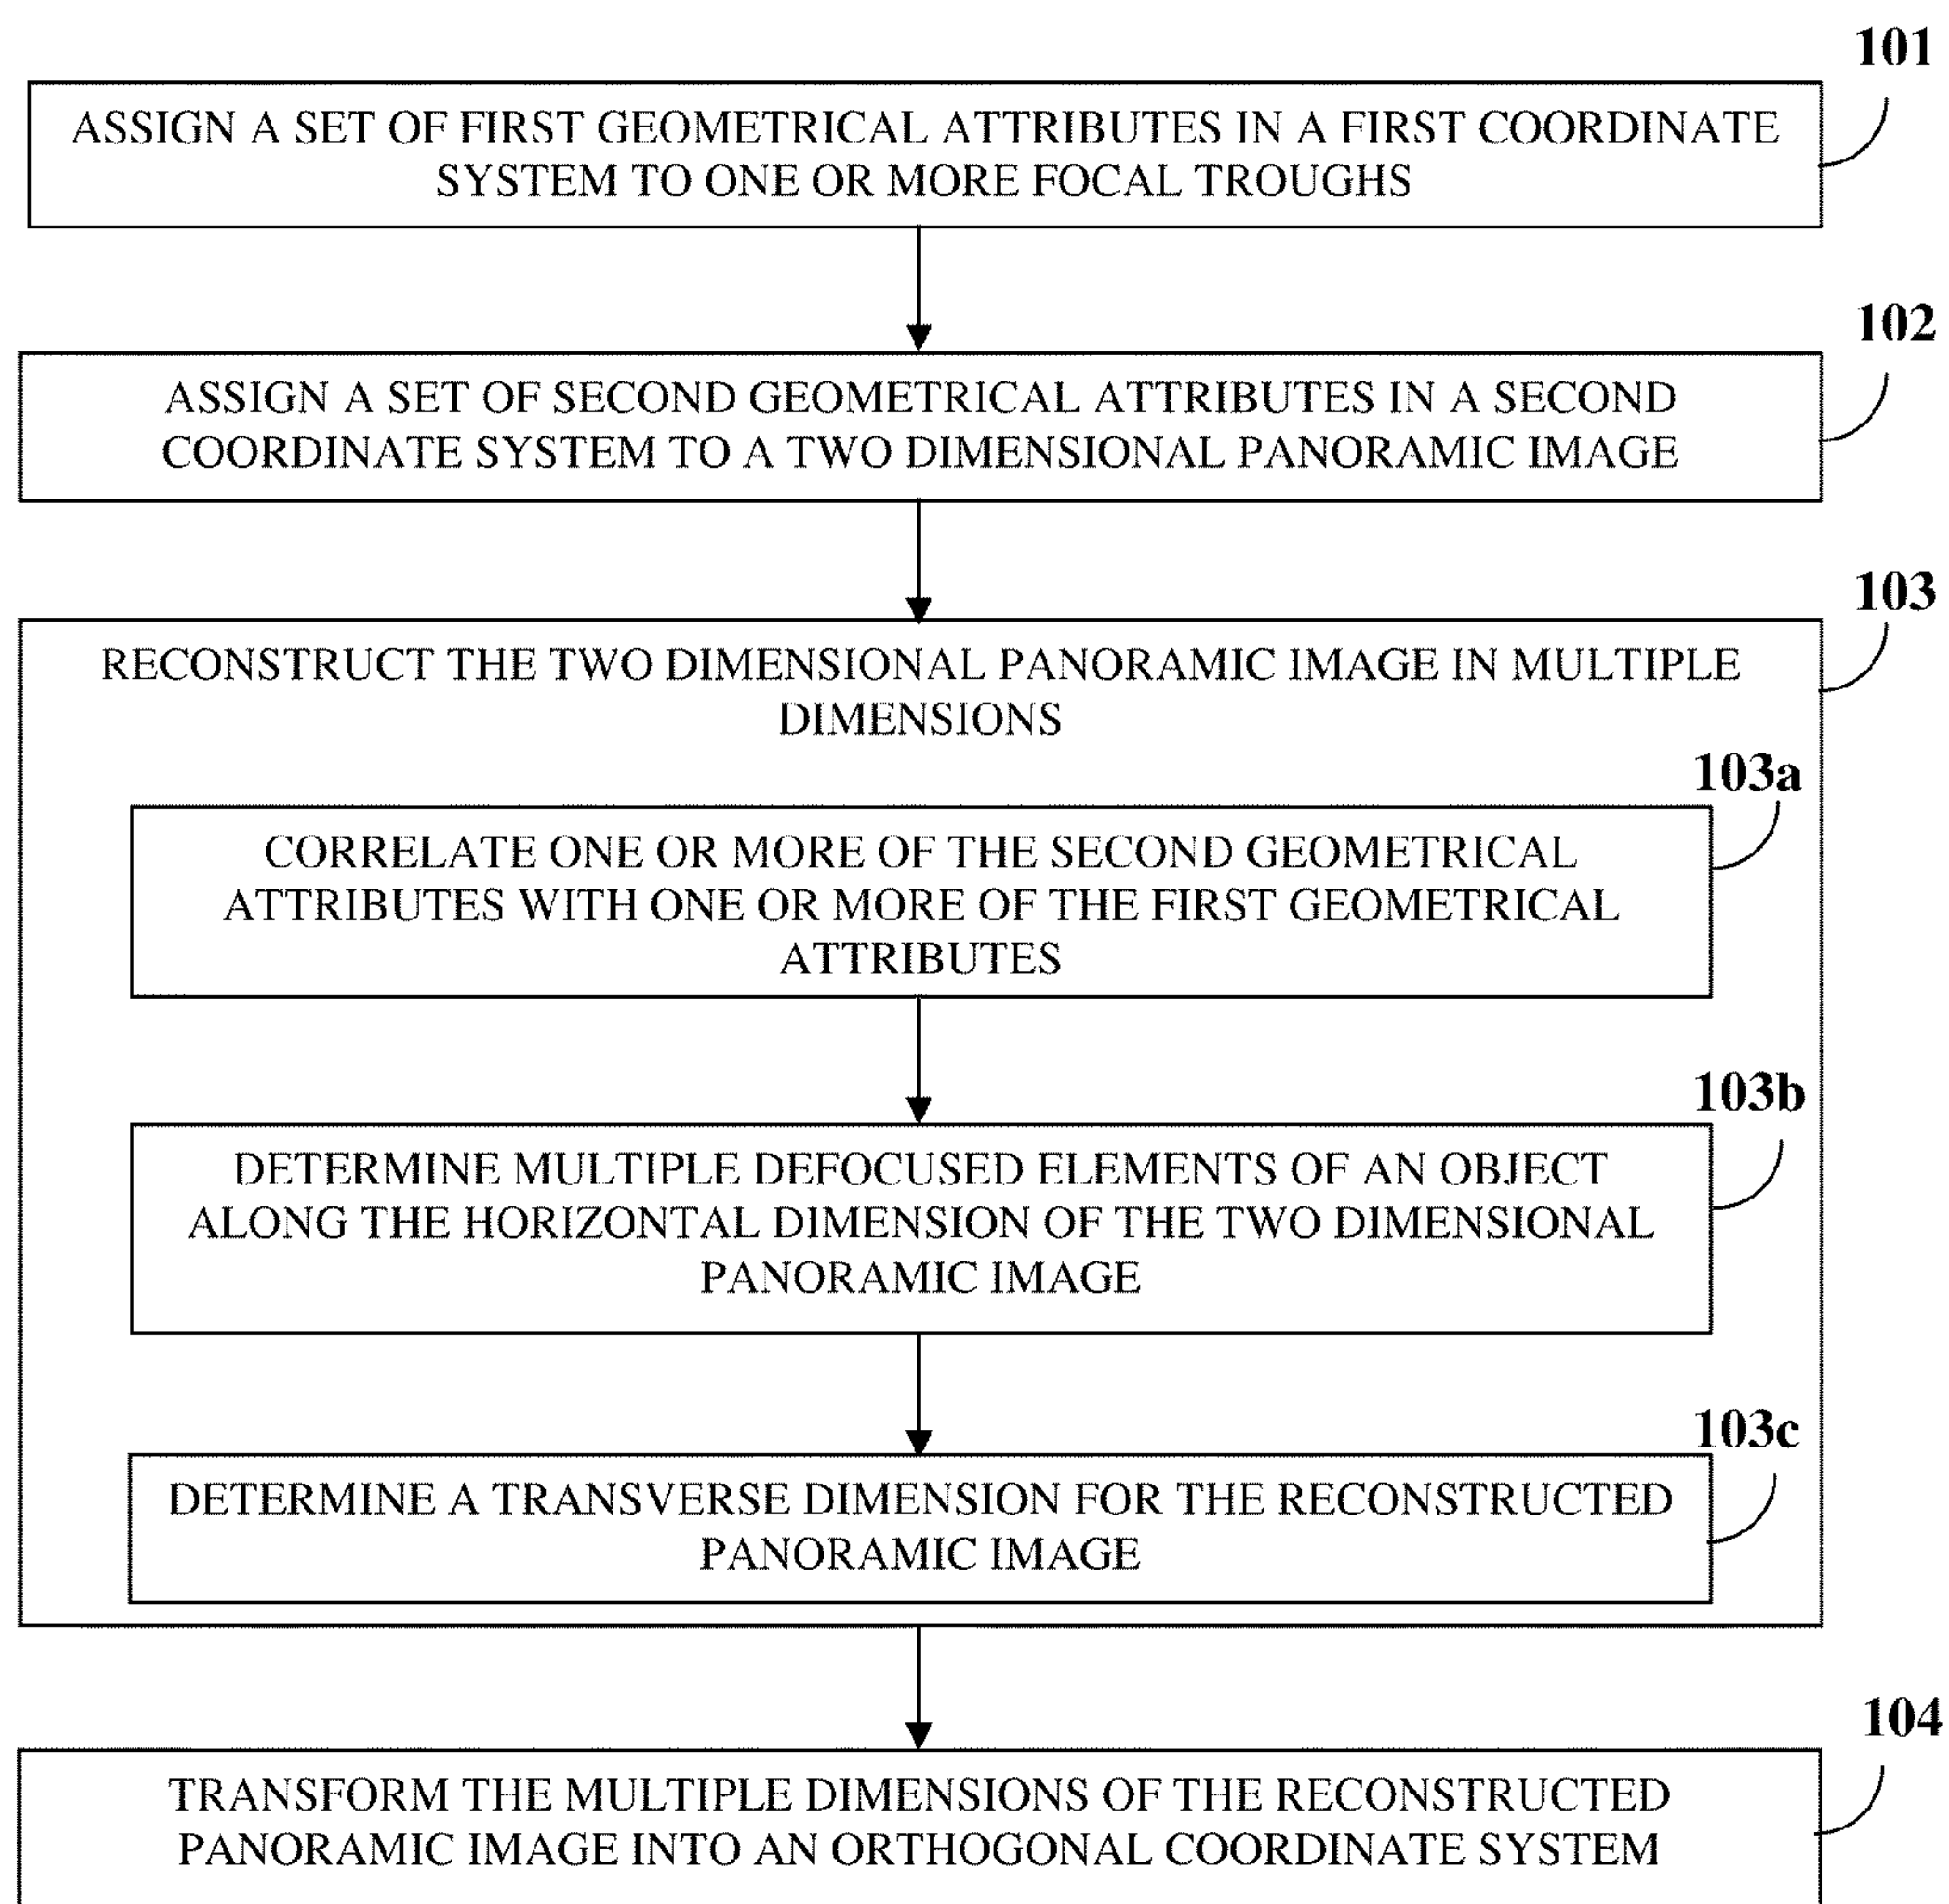 101
ASSIGN A SET OF FIRST GEOMETRICAL ATTRIBUTES IN A FIRST COORDINATE
SYSTEM TO ONE OR MORE FOCAL TROUGHS
102
ASSIGN A SET OF SECOND GEOMETRICAL ATTRIBUTES IN A SECOND
COORDINATE SYSTEM TO A TWO DIMENSIONAL PANORAMIC IMAGE
103
RECONSTRUCT THE TWO DIMENSIONAL PANORAMIC IMAGE IN MULTIPLE
DIMENSIONS
103a
CORRELATE ONE OR MORE OF THE SECOND GEOMETRICAL
ATTRIBUTES WITH ONE OR MORE OF THE FIRST GEOMETRICAL
ATTRIBUTES
103b
DETERMINE MULTIPLE DEFOCUSED ELEMENTS OF AN OBJECT
ALONG THE HORIZONTAL DIMENSION OF THE TWO DIMENSIONAL
PANORAMIC IMAGE
103c
DETERMINE A TRANSVERSE DIMENSION FOR THE RECONSTRUCTED
PANORAMIC IMAGE
104
TRANSFORM THE MULTIPLE DIMENSIONS OF THE RECONSTRUCTED
PANORAMIC IMAGE INTO AN ORTHOGONAL COORDINATE SYSTEM